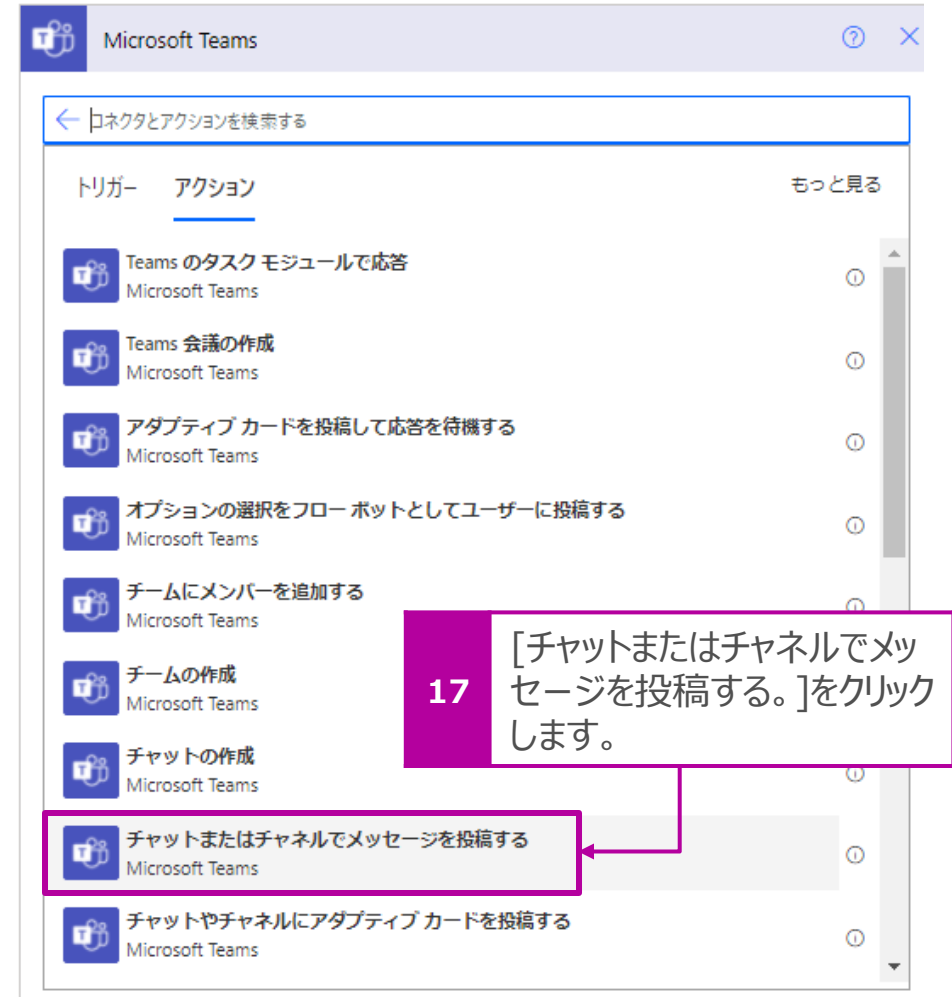 Microsoft Teams
コネクタとアクションを検索する
トリガー アクション もっと見る
Teams のタスク モジュールで応答
Microsoft Teams
Teams 会議の作成
Microsoft Teams
アダプティブ カードを投稿して応答を待機する
Microsoft Teams
オプションの選択をフロー ボットとしてユーザーに投稿する
Microsoft Teams
チームにメンバーを追加する
Microsoft Teams
チームの作成
Microsoft Teams
チャットの作成
Microsoft Teams
17
[チャットまたはチャネルでメッ
セージを投稿する。]をクリック
します。
チャットまたはチャネルでメッセージを投稿する
Microsoft Teams
チャットやチャネルにアダプティブ カードを投稿する
Microsoft Teams